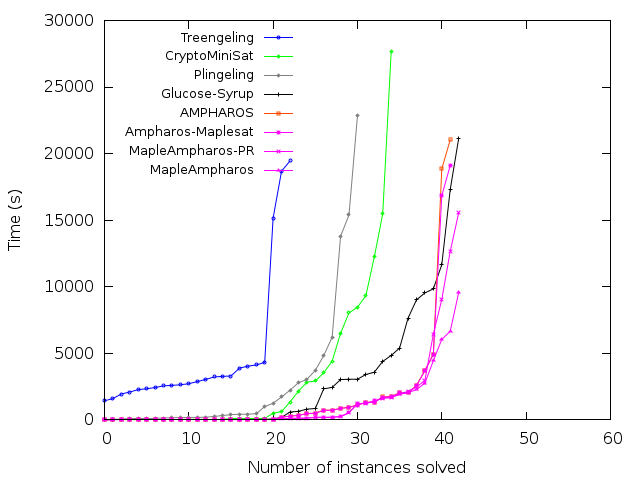 30000
25000
20000
15000
10000
5000
0
Time (s)
Treengeling
CryptoMiniSat
Plingeling
Glucose-Syrup
AMPHAROS
Ampharos-Maplesat
MapleAmpharos-PR
MapleAmpharos
0 10 20 30 40 50 60
Number of instances solved